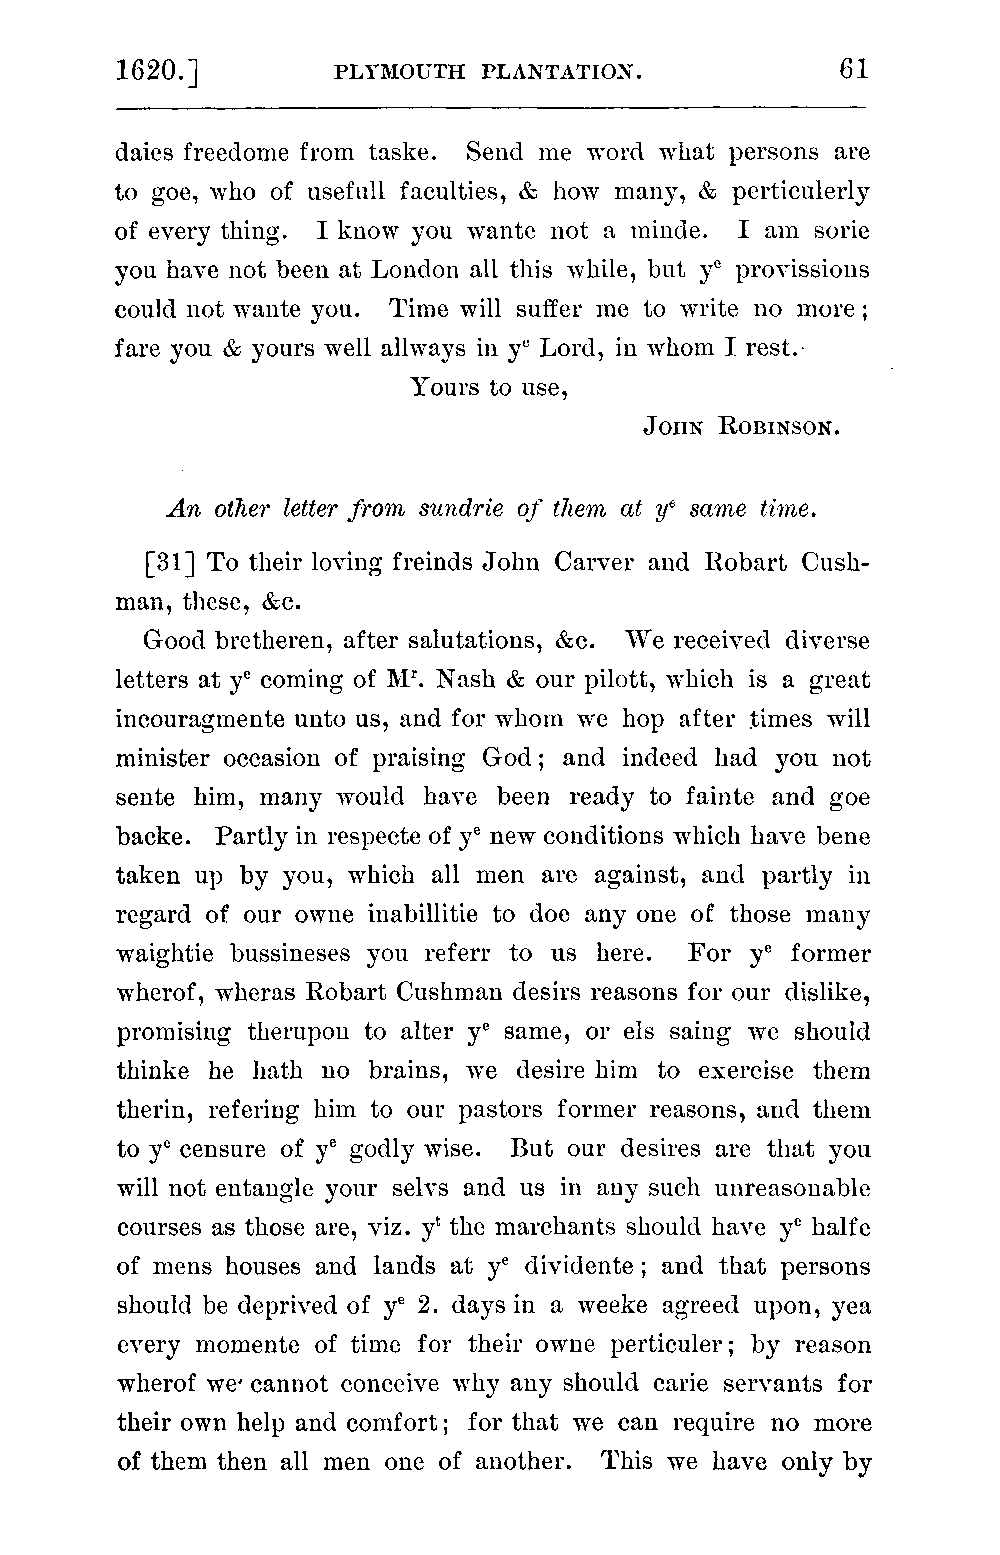 1620.] PLYMOUTH PLANTATION. 61
daies freedome from taske. Send me word what persons are
to goe, who of usefull faculties, & how many, & perticulerly
of every thing. I know you wante not a minde. I am sorie
you have not been at London all this while, but yᵉ provissions
could not wante you. Time will suffer me to write no more;
fare you & yours well allways in yᵉ Lord, in whom I rest.
Yours to use,
JOHN ROBINSON.
An other letter from sundrie of them at yᵉ same time.
[31] To their loving freinds John Carver and Robart Cush-
man, these, &c.
Good bretheren, after salutations, &c. We received diverse
letters at yᵉ coming of Mʳ. Nash & our pilott, which is a great
incouragmente unto us, and for whom we hop after times will
minister occasion of praising God; and indeed had you not
sente him, many would have been ready to fainte and goe
backe. Partly in respecte of yᵉ new conditions which have bene
taken up by you, which all men are against, and partly in
regard of our owne inabillitie to doe any one of those many
waightie bussineses you referr to us here. For yᵉ former
wherof, wheras Robart Cushman desirs reasons for our dislike,
promising therupon to alter yᵉ same, or els saing we should
thinke he hath no brains, we desire him to exercise them
therin, refering him to our pastors former reasons, and them
to yᵉ censure of yᵉ godly wise. But our desires are that you
will not entangle your selvs and us in any such unreasonable
courses as those are, viz. yᵗ the marchants should have yᵉ halfe
of mens houses and lands at yᵉ dividente; and that persons
should be deprived of yᵉ 2. days in a weeke agreed upon, yea
every momente of time for their owne perticuler; by reason
wherof we cannot conceive why any should carie servants for
their own help and comfort; for that we can require no more
of them then all men one of another. This we have only by